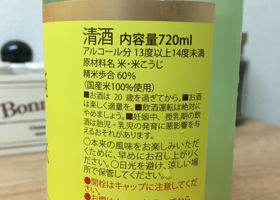 清酒 内容量720ml
アルコール分 13度以上14度未満
原材料名 米・米こうじ
精米歩合 60%
(国産米100%使用)
■お酒は 20 歳を過ぎてから。■お
酒は楽しく適量を。■飲酒運転は絶対に
やめましょう。■妊娠中、授乳期の飲
酒は胎児・乳児の発育に悪影響を与
えるおそれがあります。
○本来の風味をお楽しみいただ
くために、早めにお召し上がり
ください。○日光を避け、涼しい場
所で保管してください。
●開栓はキャップに注意してくださ
Bonn